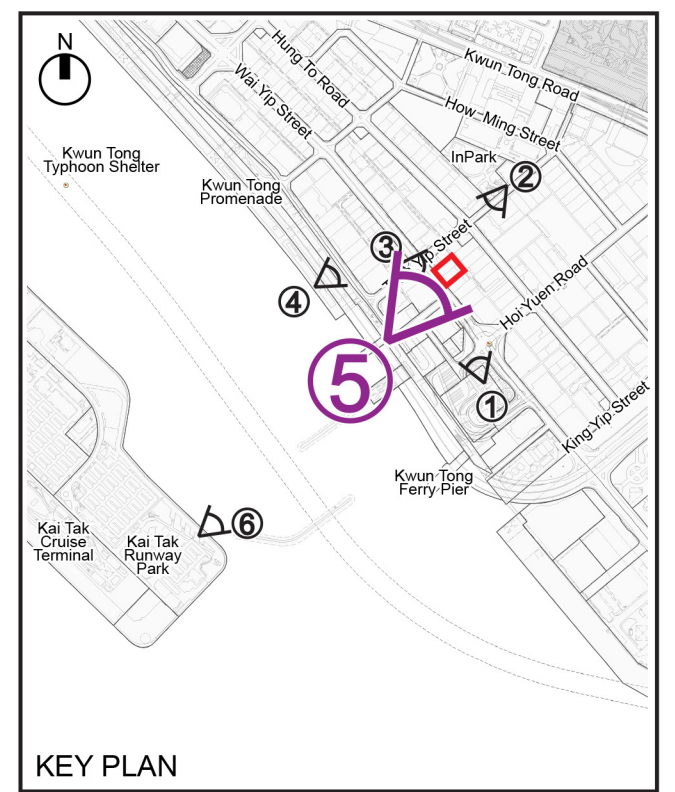 N
Hung To Road
Kwun Tong Road
Wai Yip Street
How Ming Street
Kwun Tong
Typhoon Shelter
InPark
②
Kwun Tong
Promenade
③
Yip Street
④
Hoi Yuen Road
⑤
①
King Yip Street
Kwun Tong
Ferry Pier
⑥
Kai Tak
Cruise
Terminal
Kai Tak
Runway
Park
KEY PLAN